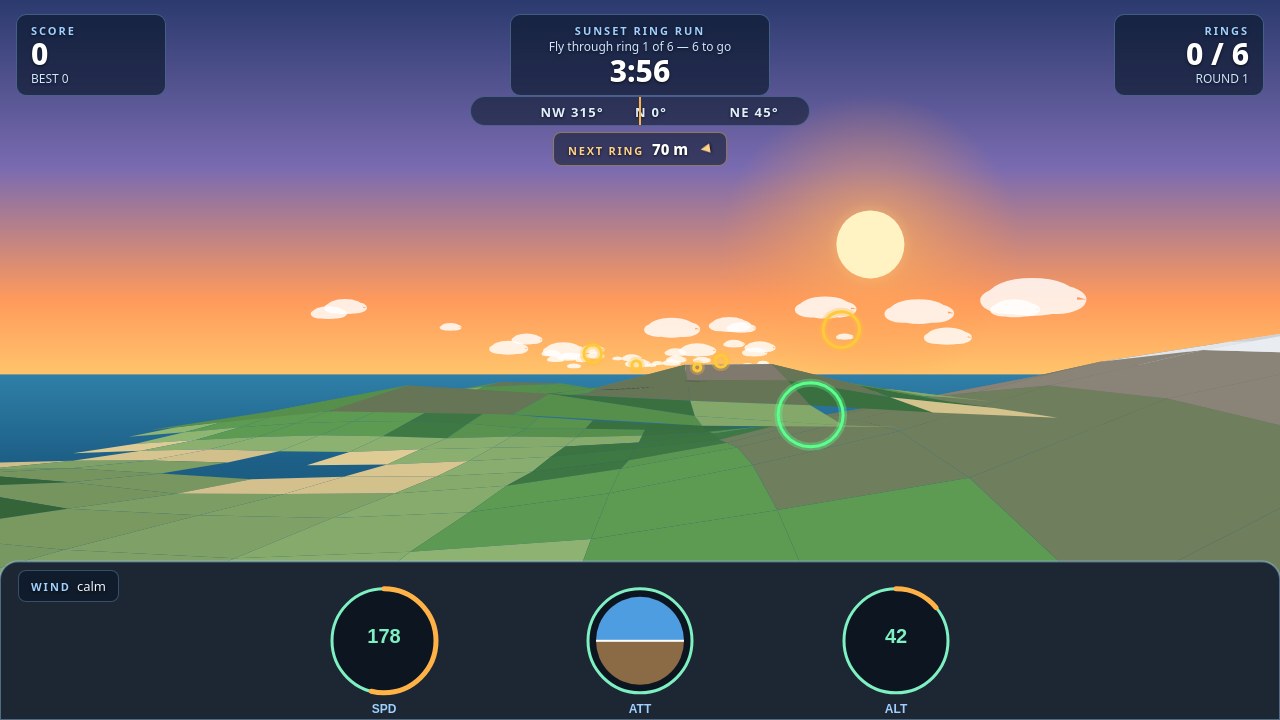 SCORE
0
BEST 0
SUNSET RING RUN
Fly through ring 1 of 6 — 6 to go
3:56
RINGS
0 / 6
ROUND 1
NW 315° N 0° NE 45°
NEXT RING 70 m
WIND calm
178
42
SPD
ATT
ALT